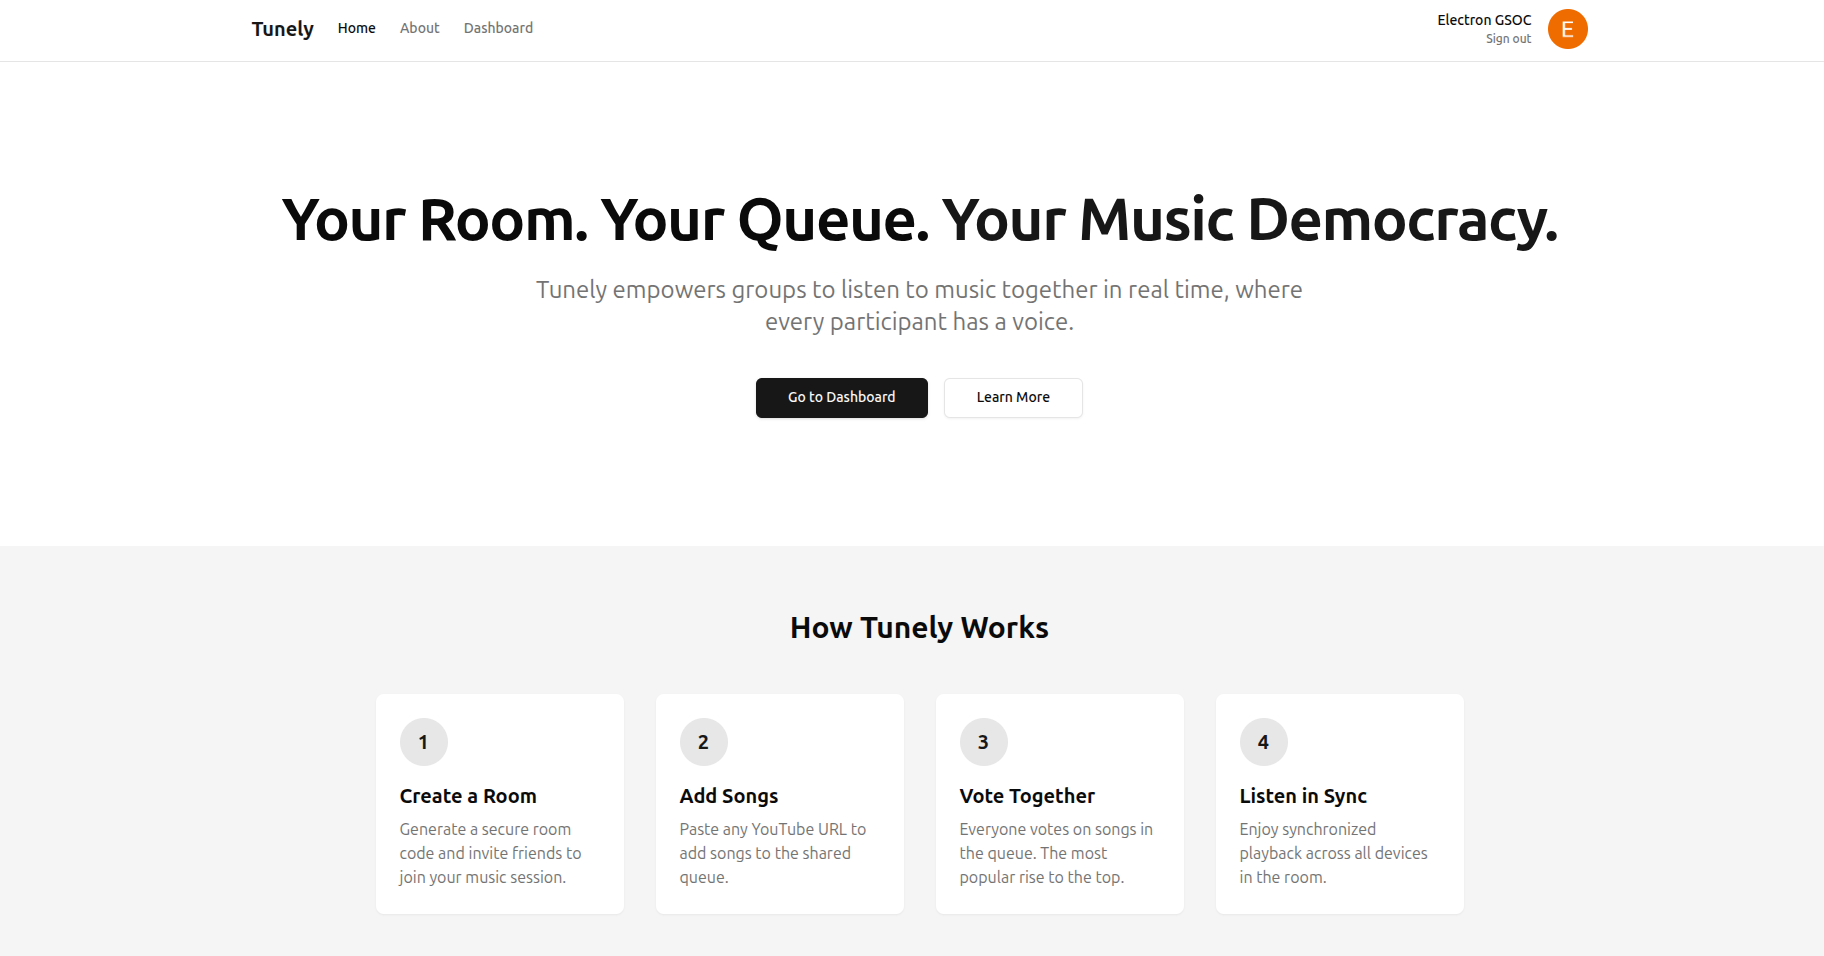 Tunely Home About Dashboard
Electron GSOC
Sign out
E
Your Room. Your Queue. Your Music Democracy.
Tunely empowers groups to listen to music together in real time, where
every participant has a voice.
Go to Dashboard
Learn More
How Tunely Works
1
Create a Room
Generate a secure room
code and invite friends to
join your music session.
2
Add Songs
Paste any YouTube URL to
add songs to the shared
queue.
3
Vote Together
Everyone votes on songs in
the queue. The most
popular rise to the top.
4
Listen in Sync
Enjoy synchronized
playback across all devices
in the room.